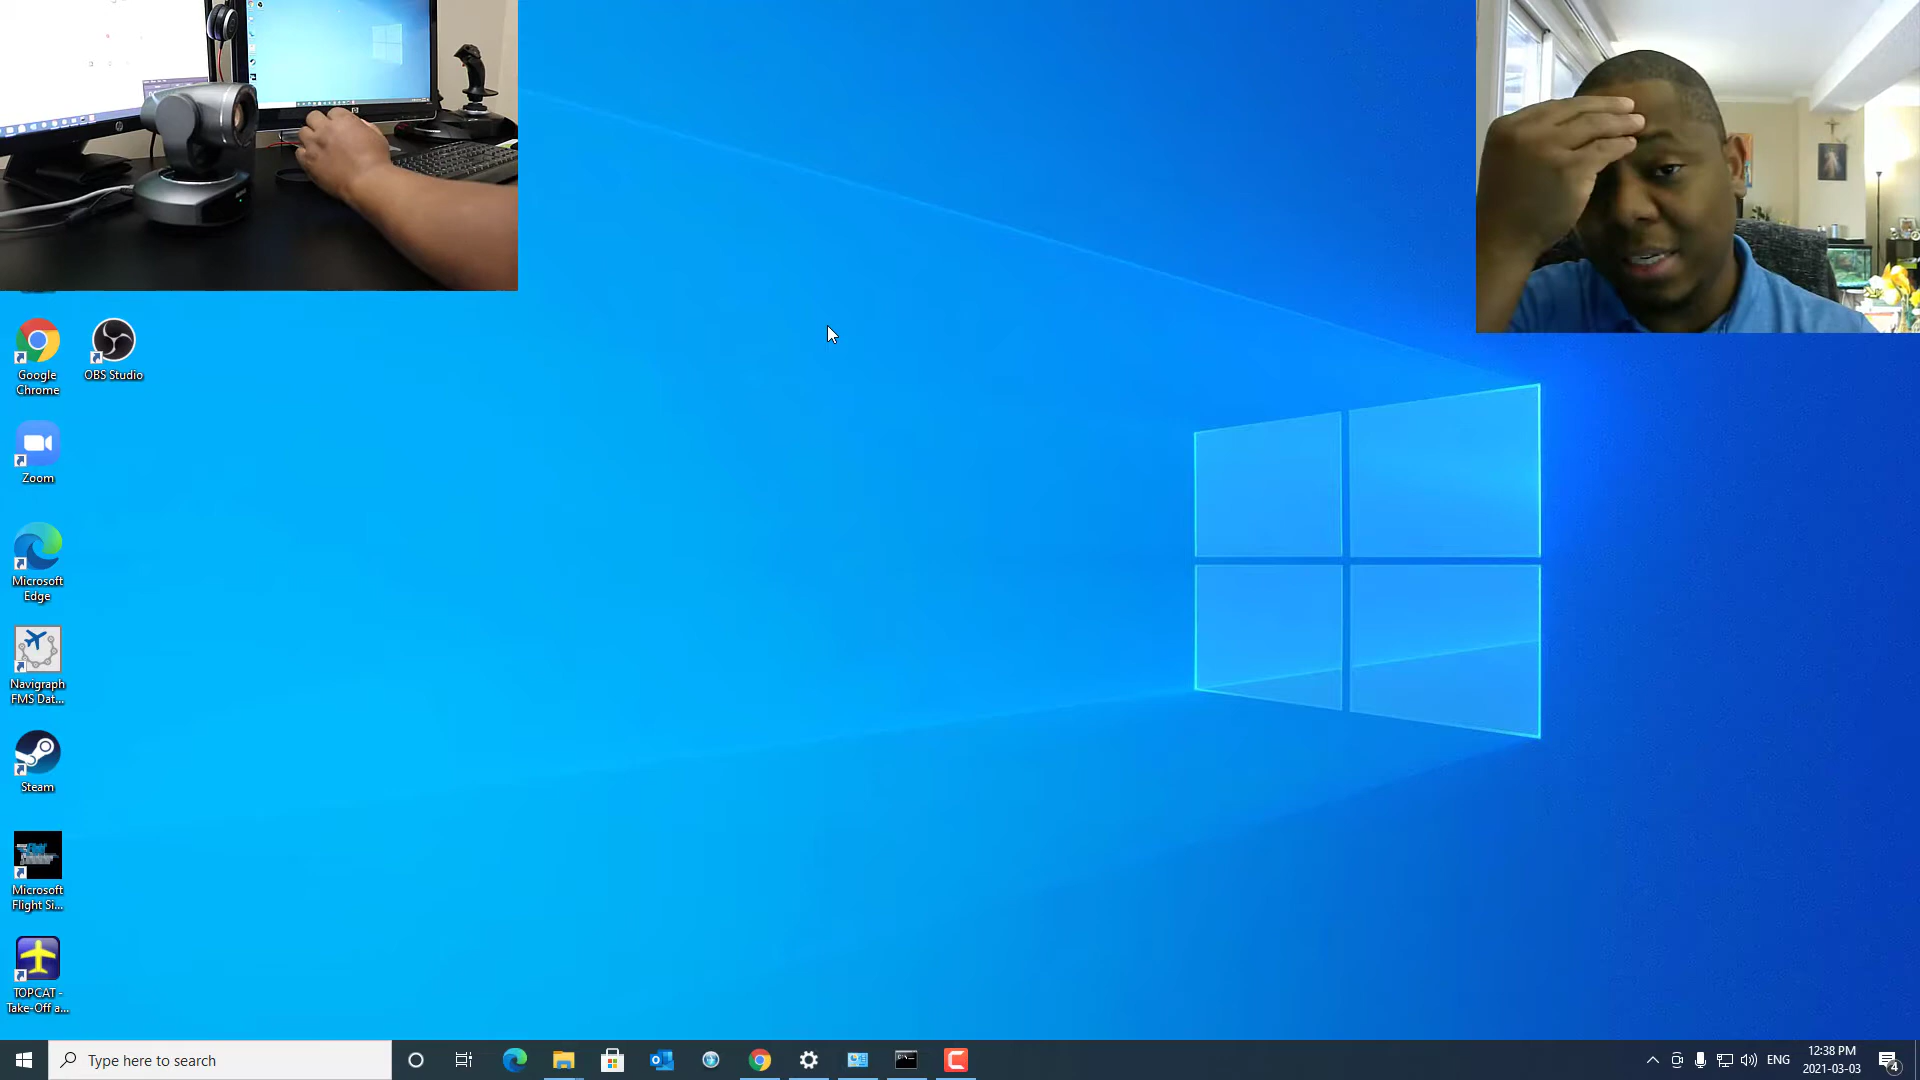 Google
Chrome
OBS Studio
Zoom
Microsoft
Edge
Navigraph
FMS Dat...
Steam
Microsoft
Flight Si...
TOPCAT -
Take-Off a...
Type here to search
ENG
12:38 PM
2021-03-03
4